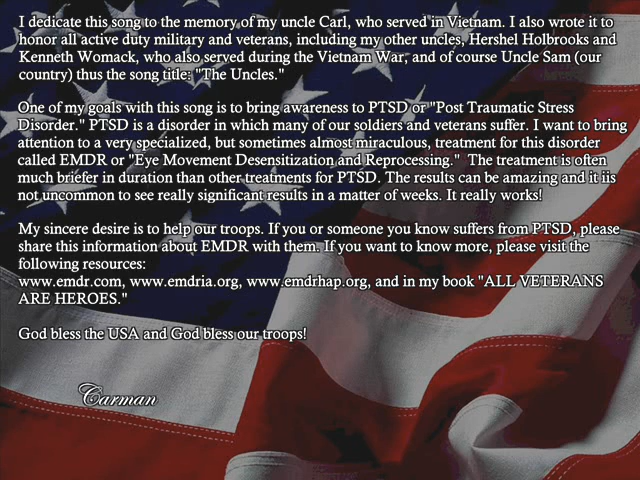 I dedicate this song to the memory of my uncle Carl, who served in Vietnam. I also wrote it to
honor all active duty military and veterans, including my other uncles, Hershel Holbrooks and
Kenneth Womack, who also served during the Vietnam War; and of course Uncle Sam (our
country) thus the song title: "The Uncles."
One of my goals with this song is to bring awareness to PTSD or "Post Traumatic Stress
Disorder." PTSD is a disorder in which many of our soldiers and veterans suffer. I want to bring
attention to a very specialized, but sometimes almost miraculous, treatment for this disorder
called EMDR or "Eye Movement Desensitization and Reprocessing."  The treatment is often
much briefer in duration than other treatments for PTSD. The results can be amazing and it iis
not uncommon to see really significant results in a matter of weeks. It really works!
My sincere desire is to help our troops. If you or someone you know suffers from PTSD, please
share this information about EMDR with them. If you want to know more, please visit the
following resources:
www.emdr.com, www.emdria.org, www.emdrhap.org, and in my book "ALL VETERANS
ARE HEROES."
God bless the USA and God bless our troops!
Carman